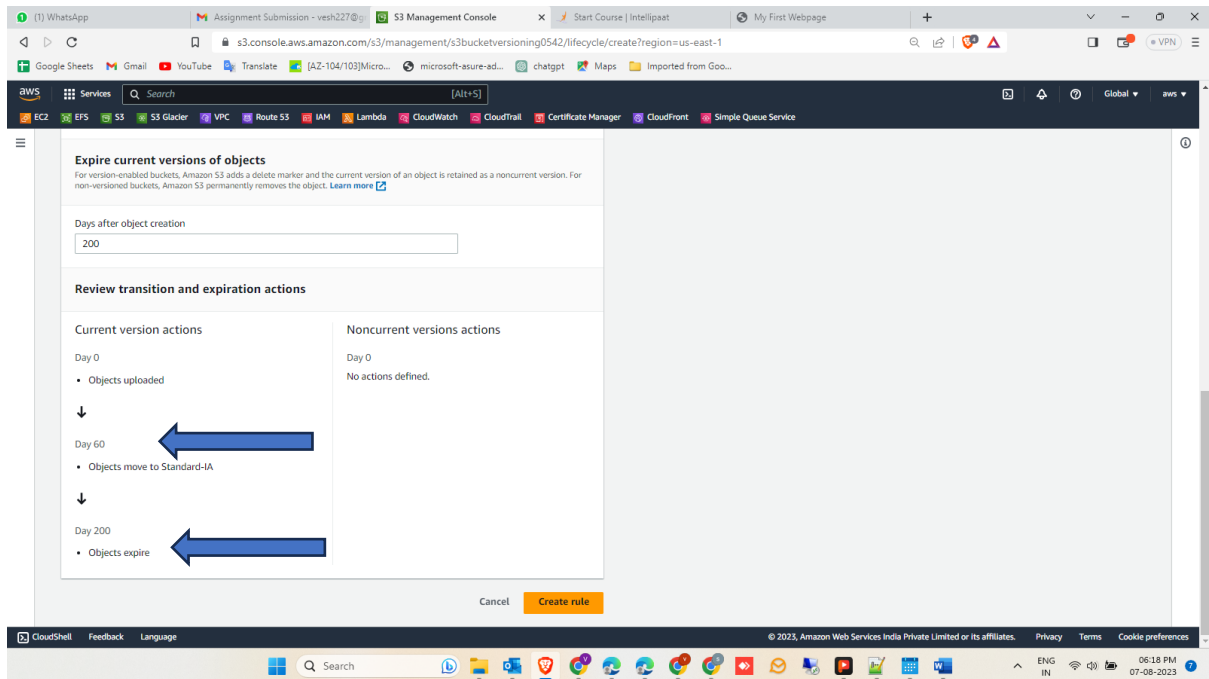 (1) WhatsApp
Assignment Submission - vesh227@g
S3 Management Console
Start Course | Intellipaat
My First Webpage
s3.console.aws.amazon.com/s3/management/s3bucketversioning0542/lifecycle/create?region=us-east-1
VPN
Google Sheets
Gmail
YouTube
Translate
[AZ-104/103]Micro...
microsoft-asure-ad...
chatgpt
Maps
Imported from Goo...
aws
Services
Search
[Alt+S]
Global
aws
EC2
EFS
S3
S3 Glacier
VPC
Route 53
IAM
Lambda
CloudWatch
CloudTrail
Certificate Manager
CloudFront
Simple Queue Service
Expire current versions of objects
For version-enabled buckets, Amazon S3 adds a delete marker and the current version of an object is retained as a noncurrent version. For
non-versioned buckets, Amazon S3 permanently removes the object. Learn more
Days after object creation
200
Review transition and expiration actions
Current version actions
Day 0
• Objects uploaded
Day 60
• Objects move to Standard-IA
Day 200
• Objects expire
Noncurrent versions actions
Day 0
No actions defined.
Cancel
Create rule
CloudShell
Feedback
Language
© 2023, Amazon Web Services India Private Limited or its affiliates.
Privacy
Terms
Cookie preferences
Search
ENG
IN
06:18 PM
07-08-2023